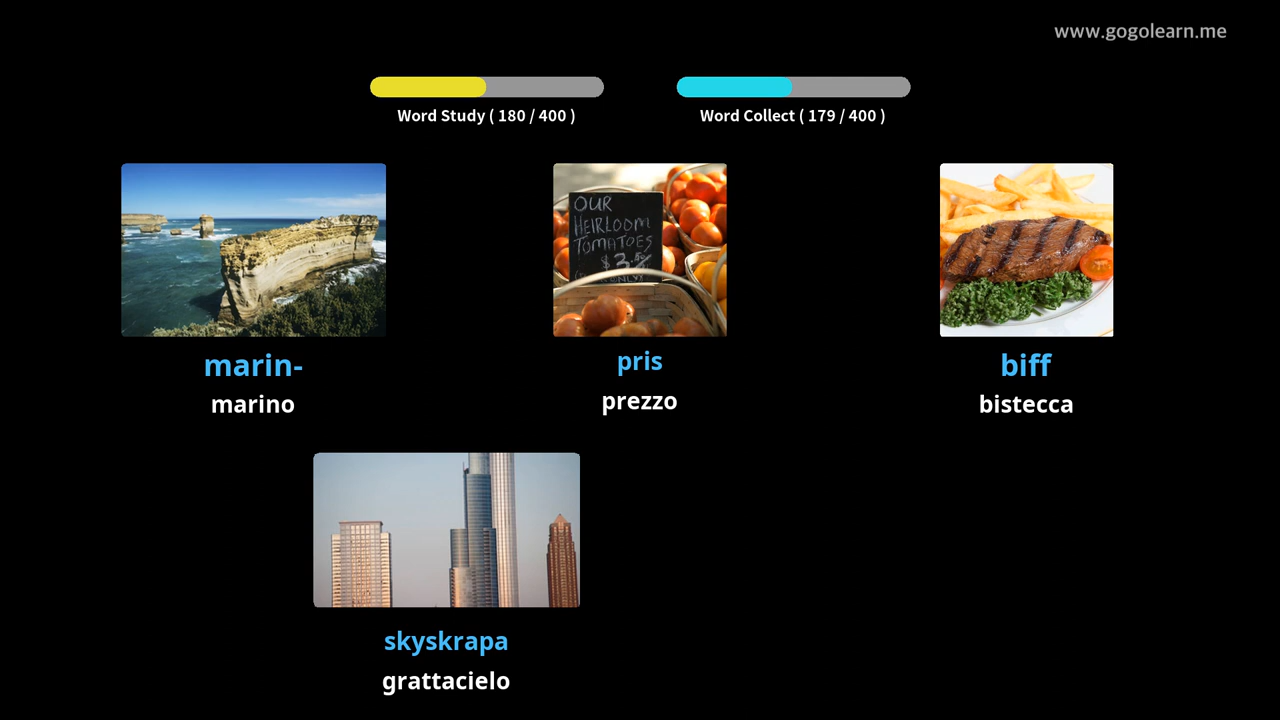 www.gogolearn.me
Word Study ( 180 / 400 )
Word Collect ( 179 / 400 )
OUR
HEIRLOOM
TOMATOES
marin-
marino
pris
prezzo
biff
bistecca
skyskrapa
grattacielo